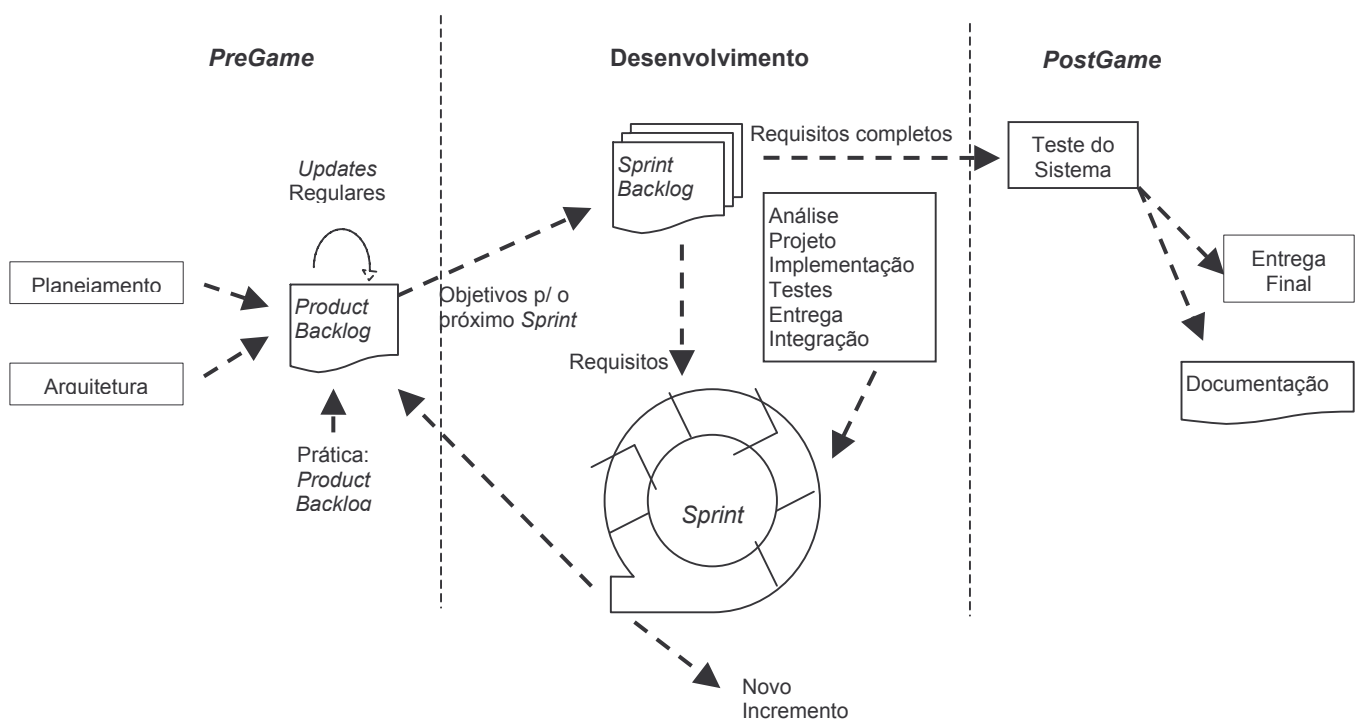 PreGame
Desenvolvimento
PostGame
Updates
Regulares
Planejamento
Arquitetura
Product
Backlog
Prática:
Product
Backlog
Objetivos p/ o
próximo Sprint
Sprint
Backlog
Requisitos completos
Análise
Projeto
Implementação
Testes
Entrega
Integração
Requisitos
Sprint
Novo
Incremento
Teste do
Sistema
Entrega
Final
Documentação